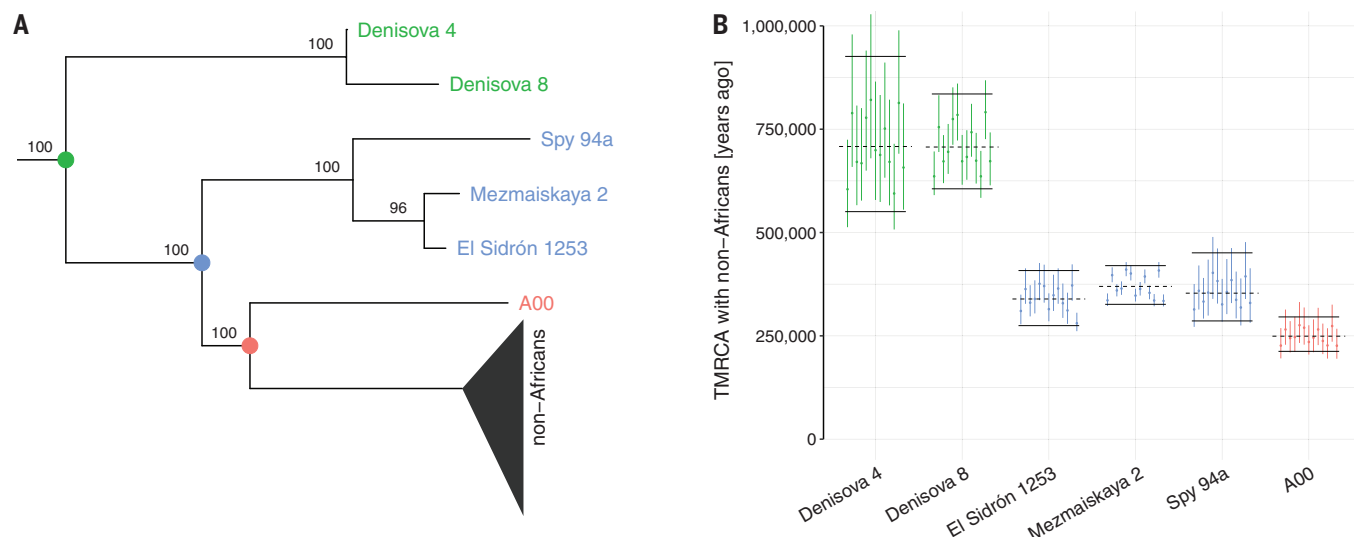 A
100
Denisova 4
Denisova 8
100
100
Spy 94a
96
Mezmaiskaya 2
El Sidrón 1253
100
100
A00
non−Africans
B
TMRCA with non−Africans [years ago]
1,000,000
750,000
500,000
250,000
0
Denisova 4
Denisova 8
El Sidrón 1253
Mezmaiskaya 2
Spy 94a
A00